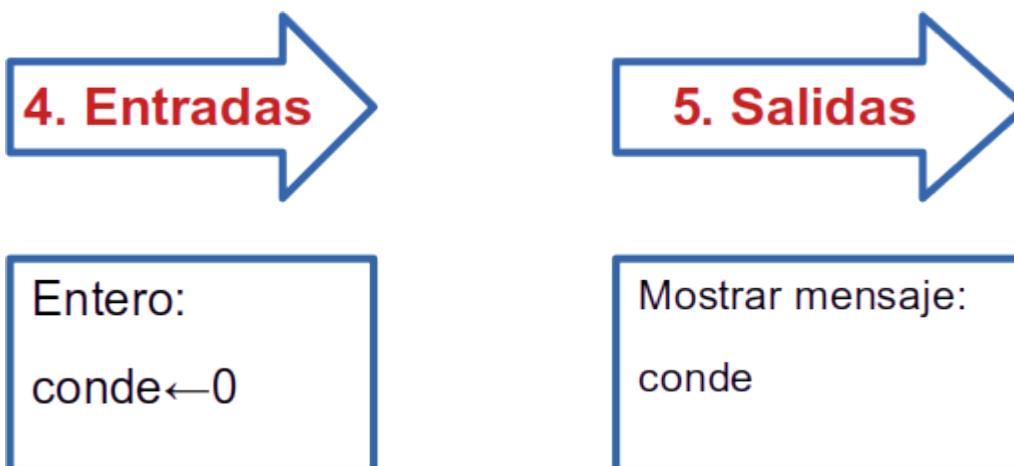 4. Entradas
5. Salidas
Entero:
conde←0
Mostrar mensaje:
conde